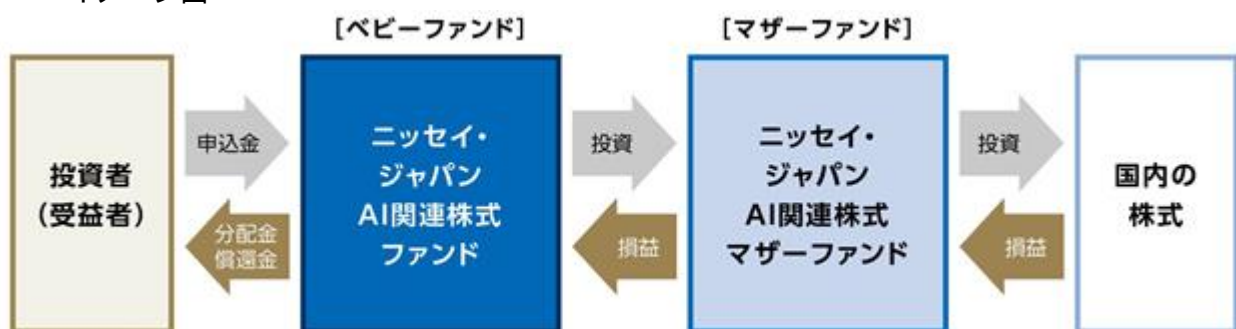 [ベビーファンド]
[マザーファンド]
投資者
(受益者)
申込金
分配金
償還金
ニッセイ・
ジャパン
AI関連株式
ファンド
投資
損益
ニッセイ・
ジャパン
AI関連株式
マザーファンド
投資
損益
国内の
株式